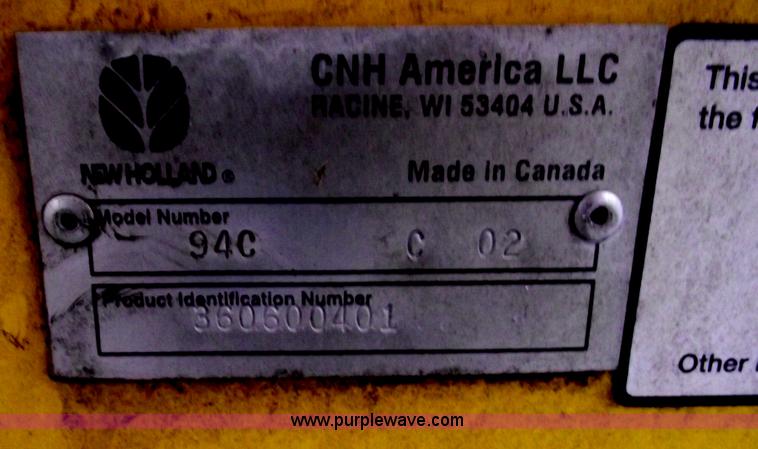 CNH America LLC
RACINE, WI 53404 U.S.A.
NEW HOLLAND ®
Made in Canada
Model Number
94C C 02
Product Identification Number
360600401
This
the f
Other
www.purplewave.com